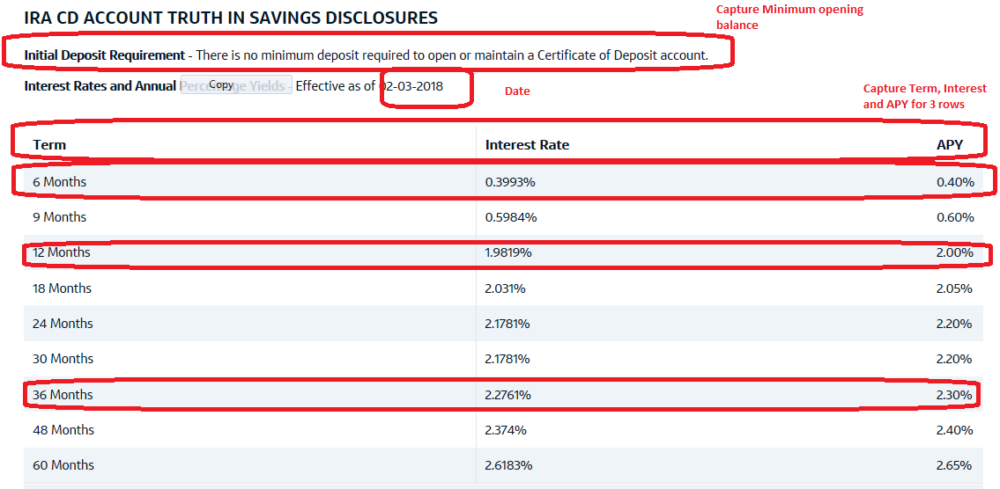 IRA CD ACCOUNT TRUTH IN SAVINGS DISCLOSURES
Capture Minimum opening
balance
Initial Deposit Requirement - There is no minimum deposit required to open or maintain a Certificate of Deposit account.
Interest Rates and Annual Percentage Yields - Effective as of 02-03-2018
Copy
Date
Capture Term, Interest
and APY for 3 rows
Term Interest Rate APY
6 Months 0.3993% 0.40%
9 Months 0.5984% 0.60%
12 Months 1.9819% 2.00%
18 Months 2.031% 2.05%
24 Months 2.1781% 2.20%
30 Months 2.1781% 2.20%
36 Months 2.2761% 2.30%
48 Months 2.374% 2.40%
60 Months 2.6183% 2.65%